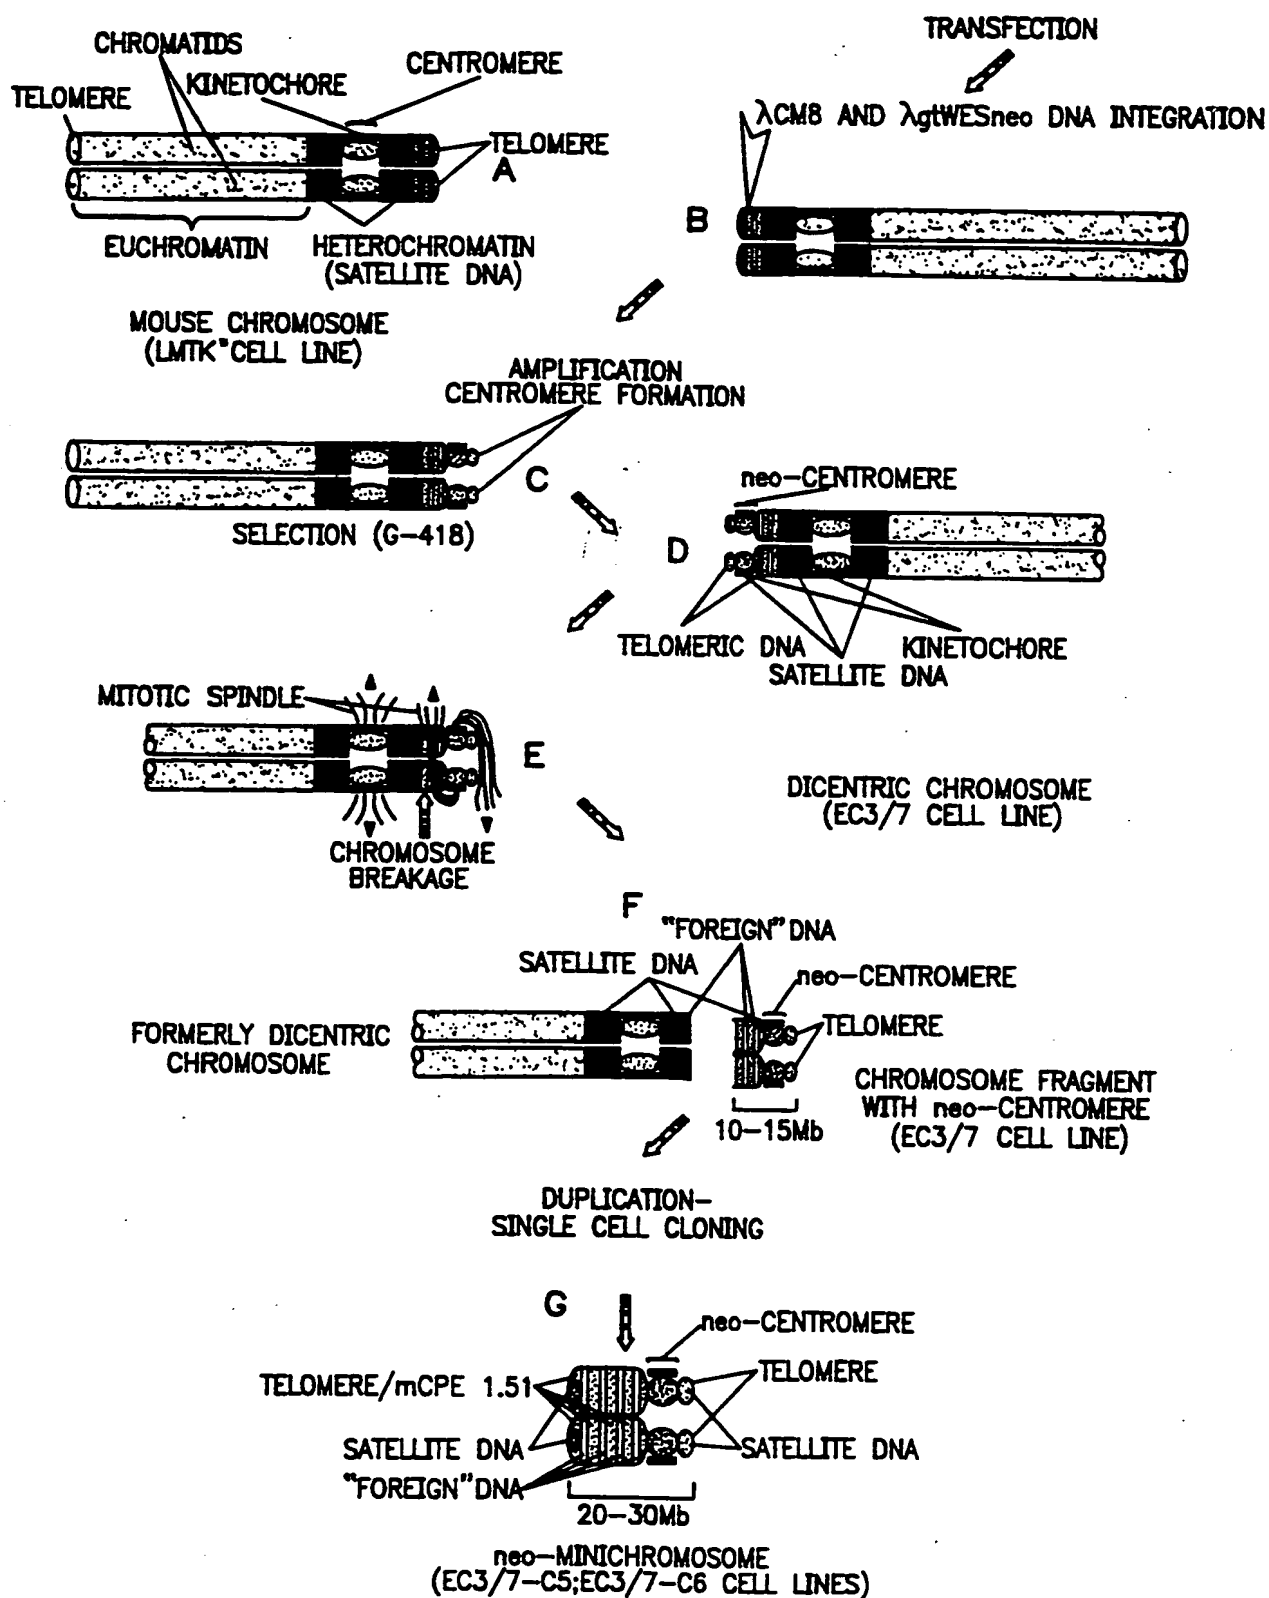 CHROMATIDS
CENTROMERE
KINETOCHORE
TELOMERE
TELOMERE
A
EUCHROMATIN
HETEROCHROMATIN
(SATELLITE DNA)
MOUSE CHROMOSOME
(LMTK⁻ CELL LINE)
TRANSFECTION
λCM8 AND λgtWESneo DNA INTEGRATION
B
AMPLIFICATION
CENTROMERE FORMATION
C
SELECTION (G-418)
neo-CENTROMERE
D
TELOMERIC DNA
KINETOCHORE
SATELLITE DNA
DICENTRIC CHROMOSOME
(EC3/7 CELL LINE)
MITOTIC SPINDLE
E
CHROMOSOME
BREAKAGE
F
"FOREIGN" DNA
SATELLITE DNA
neo-CENTROMERE
TELOMERE
FORMERLY DICENTRIC
CHROMOSOME
10-15Mb
CHROMOSOME FRAGMENT
WITH neo-CENTROMERE
(EC3/7 CELL LINE)
DUPLICATION-
SINGLE CELL CLONING
G
neo-CENTROMERE
TELOMERE/mCPE 1.51
TELOMERE
SATELLITE DNA
SATELLITE DNA
"FOREIGN" DNA
20-30Mb
neo-MINICHROMOSOME
(EC3/7-C5;EC3/7-C6 CELL LINES)